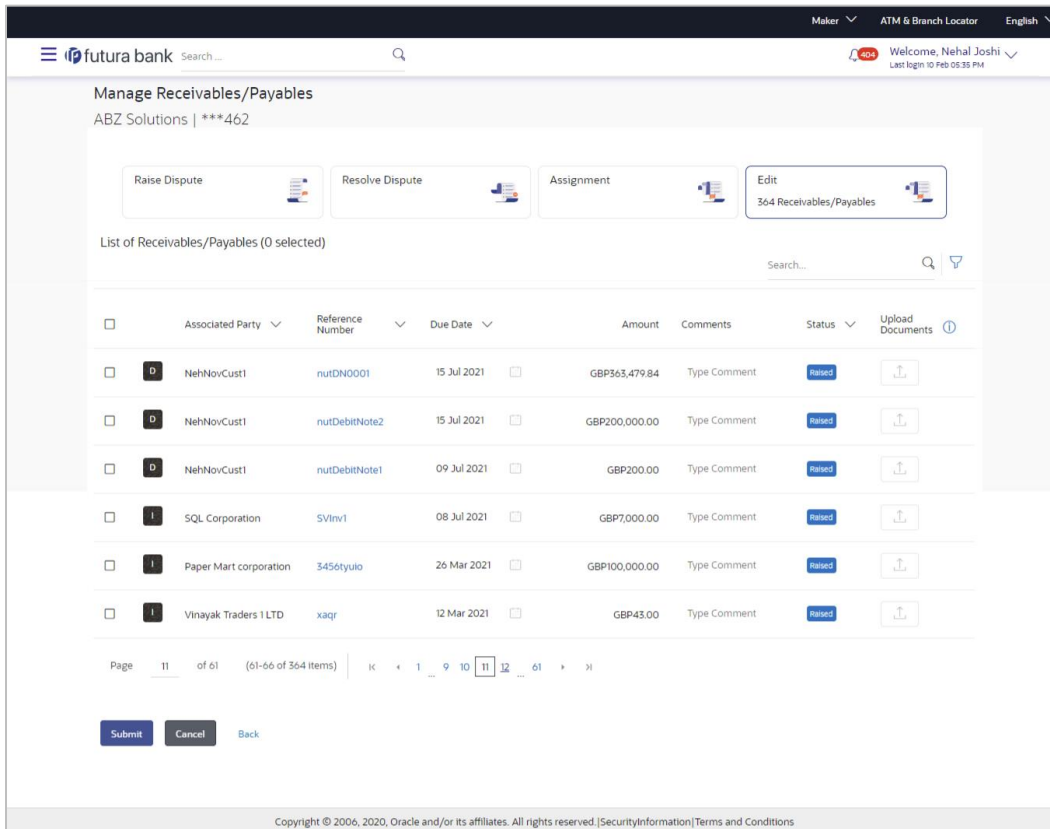 Maker ATM & Branch Locator English
futura bank Search... 404 Welcome, Nehal Joshi
Last login 10 Feb 05:35 PM
Manage Receivables/Payables
ABZ Solutions | ***462
Raise Dispute Resolve Dispute Assignment Edit
364 Receivables/Payables
List of Receivables/Payables (0 selected)
Search...
Associated Party Reference Number Due Date Amount Comments Status Upload Documents
D NehNovCust1 nutDN0001 15 Jul 2021 GBP363,479.84 Type Comment Raised
D NehNovCust1 nutDebitNote2 15 Jul 2021 GBP200,000.00 Type Comment Raised
D NehNovCust1 nutDebitNote1 09 Jul 2021 GBP200.00 Type Comment Raised
I SQL Corporation SVInv1 08 Jul 2021 GBP7,000.00 Type Comment Raised
I Paper Mart corporation 3456tyuio 26 Mar 2021 GBP100,000.00 Type Comment Raised
I Vinayak Traders 1 LTD xaqr 12 Mar 2021 GBP43.00 Type Comment Raised
Page 11 of 61 (61-66 of 364 items) 1 ... 9 10 11 12 ... 61
Submit Cancel Back
Copyright © 2006, 2020, Oracle and/or its affiliates. All rights reserved.|SecurityInformation|Terms and Conditions